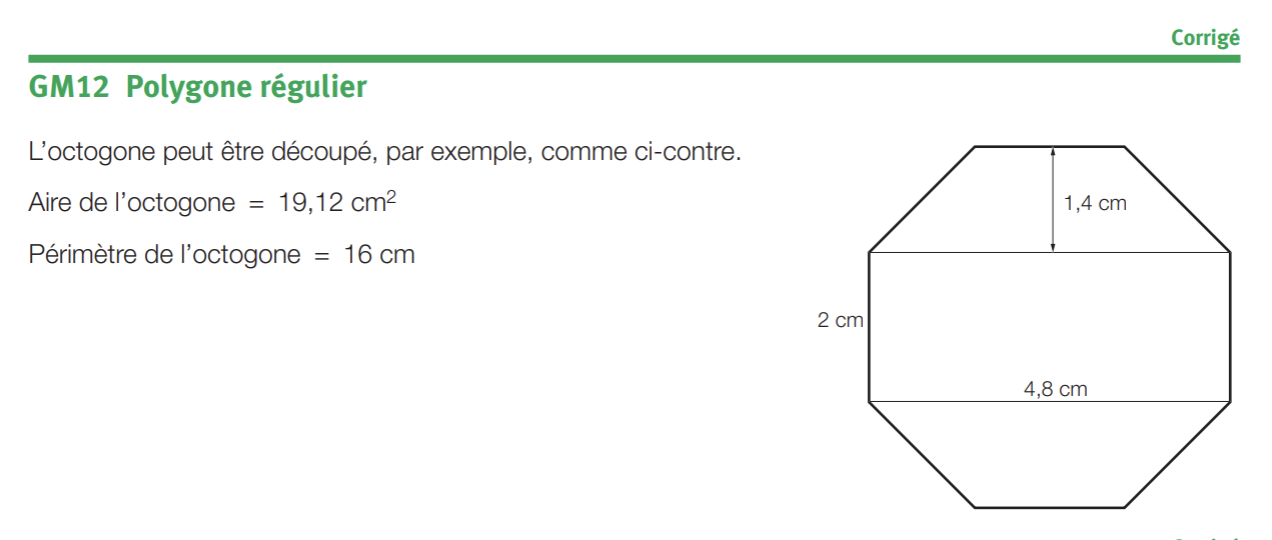 Corrigé
GM12 Polygone régulier
L’octogone peut être découpé, par exemple, comme ci-contre.
Aire de l’octogone = 19,12 cm²
Périmètre de l’octogone = 16 cm
1,4 cm
2 cm
4,8 cm